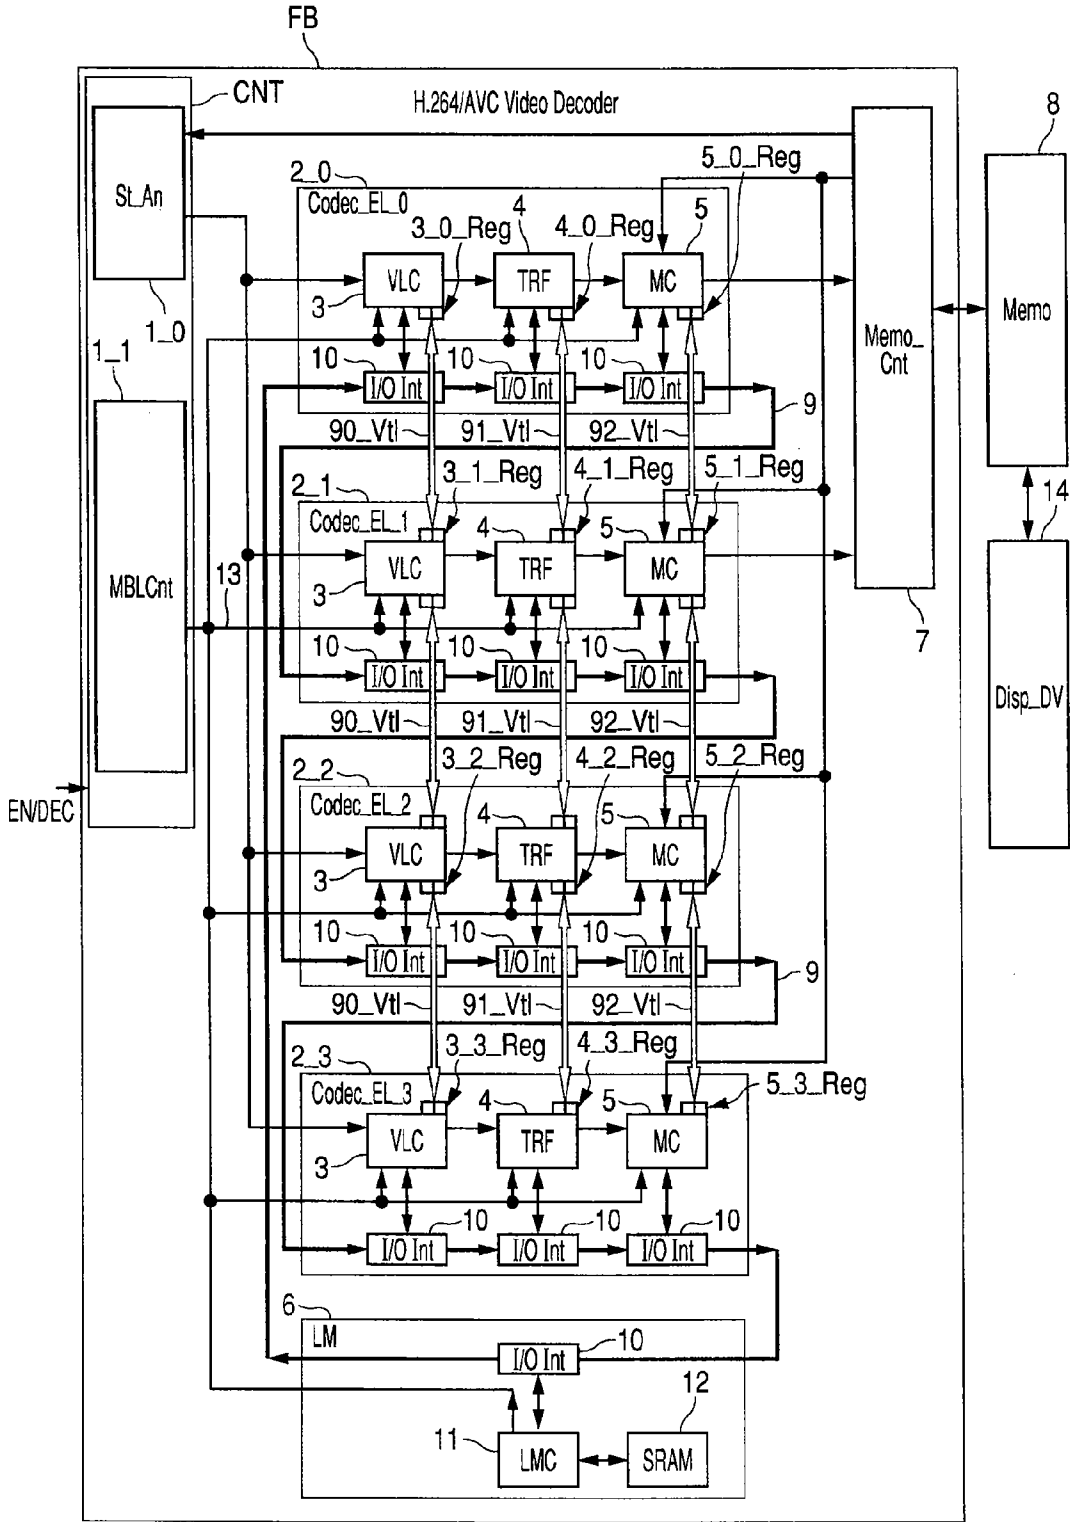 FB
CNT
H.264/AVC Video Decoder
8
St_An
1_0
1_1
MBLCnt
13
EN/DEC
2_0
Codec_EL_0
3_0_Reg
4
4_0_Reg
5
5_0_Reg
VLC
TRF
MC
3
10
10
10
I/O Int
I/O Int
I/O Int
9
90_Vtl
91_Vtl
92_Vtl
Memo_
Cnt
7
Memo
14
Disp_DV
2_1
Codec_EL_1
3_1_Reg
4
4_1_Reg
5
5_1_Reg
VLC
TRF
MC
3
10
10
10
I/O Int
I/O Int
I/O Int
90_Vtl
91_Vtl
92_Vtl
2_2
Codec_EL_2
3_2_Reg
4
4_2_Reg
5
5_2_Reg
VLC
TRF
MC
3
10
10
10
I/O Int
I/O Int
I/O Int
9
90_Vtl
91_Vtl
92_Vtl
2_3
Codec_EL_3
3_3_Reg
4
4_3_Reg
5
5_3_Reg
VLC
TRF
MC
3
10
10
10
I/O Int
I/O Int
I/O Int
6
LM
10
I/O Int
11
LMC
12
SRAM